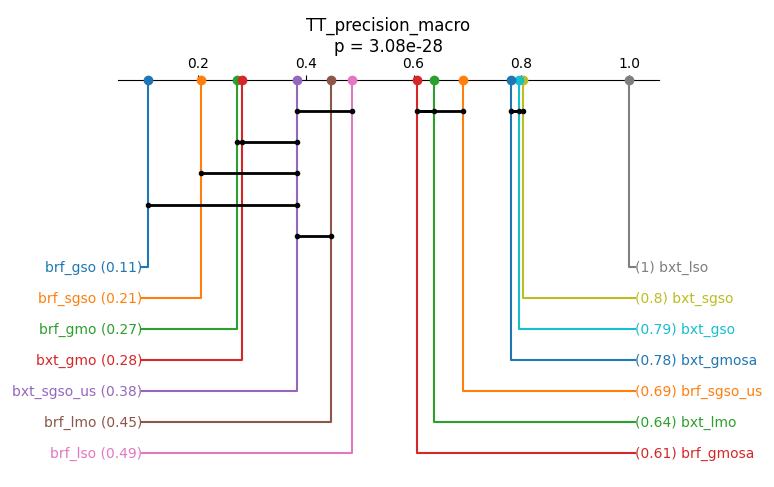 TT_precision_macro
p = 3.08e-28
0.2 0.4 0.6 0.8 1.0
brf_gso (0.11) (1) bxt_lso
brf_sgso (0.21) (0.8) bxt_sgso
brf_gmo (0.27) (0.79) bxt_gso
bxt_gmo (0.28) (0.78) bxt_gmosa
bxt_sgso_us (0.38) (0.69) brf_sgso_us
brf_lmo (0.45) (0.64) bxt_lmo
brf_lso (0.49) (0.61) brf_gmosa